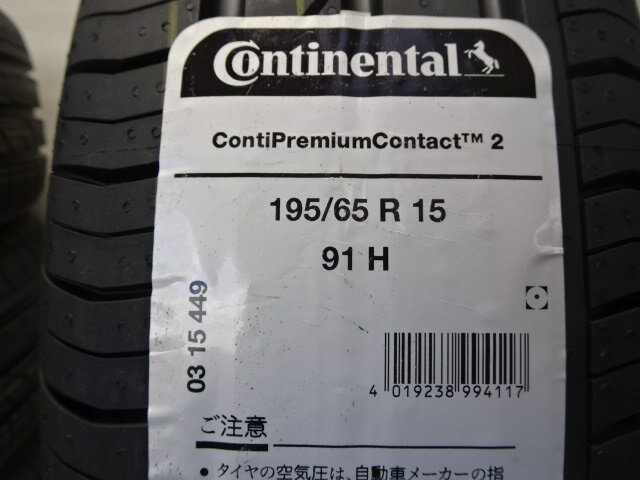 Continental
ContiPremiumContact™ 2
195/65 R 15
91 H
03 15 449
4 019238 994117
ご注意
• タイヤの空気圧は、自動車メーカーの指